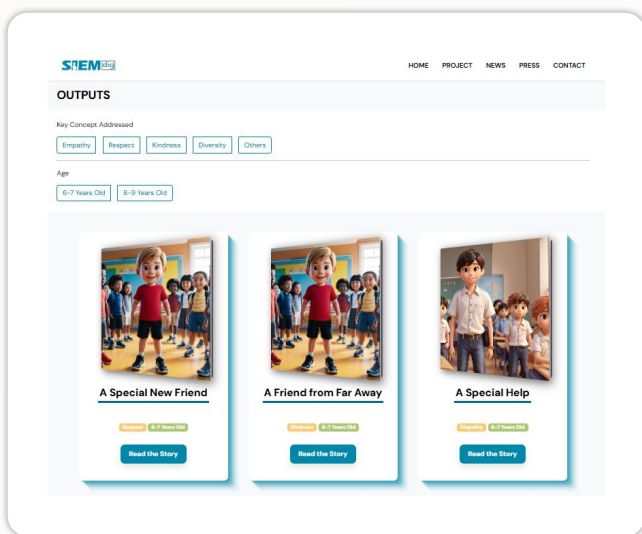 HOME PROJECT NEWS PRESS CONTACT
OUTPUTS
Key Concept Addressed
Empathy Respect Kindness Diversity Others
Age
6-7 Years Old 8-9 Years Old
A Special New Friend A Friend from Far Away A Special Help
Respect 6-7 Years Old Kindness 6-7 Years Old Empathy 6-7 Years Old
Read the Story Read the Story Read the Story